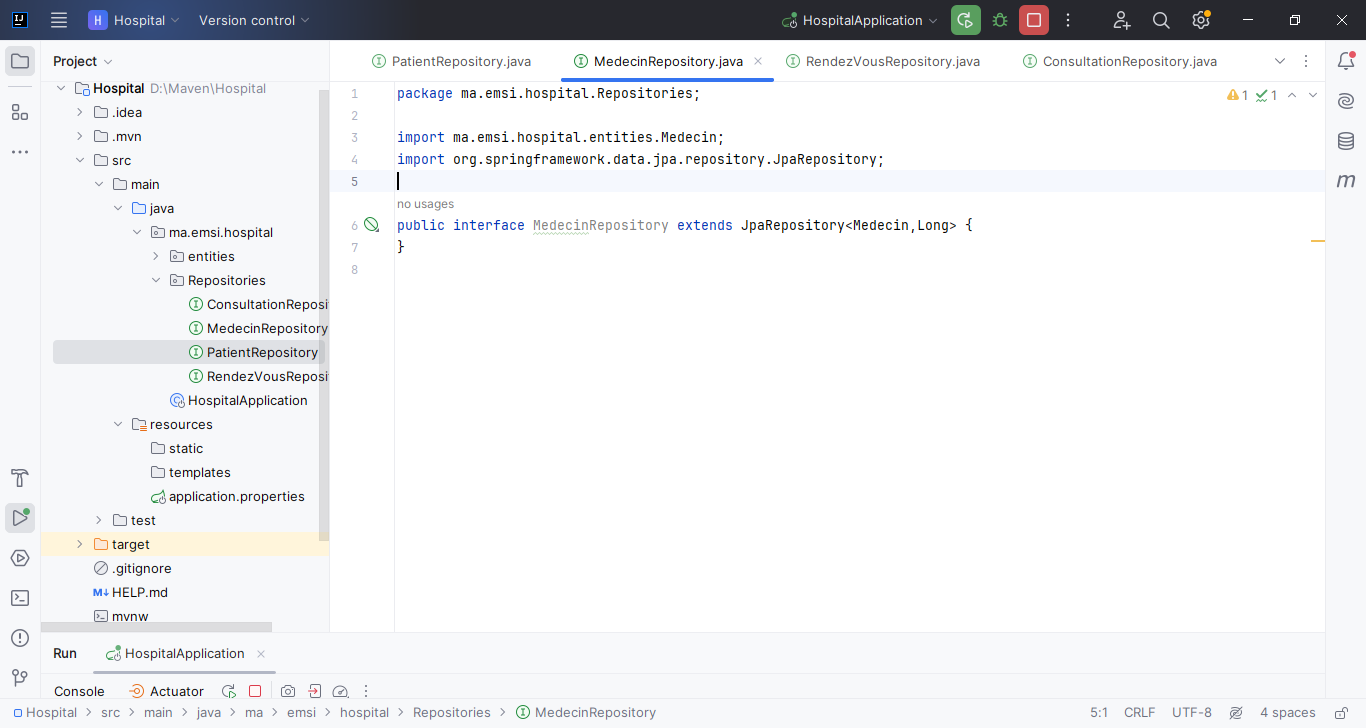 H Hospital Version control HospitalApplication
Project
PatientRepository.java MedecinRepository.java RendezVousRepository.java ConsultationRepository.java
Hospital D:\Maven\Hospital
.idea
.mvn
src
main
java
ma.emsi.hospital
entities
Repositories
ConsultationReposi
MedecinRepository
PatientRepository
RendezVousReposi
HospitalApplication
resources
static
templates
application.properties
test
target
.gitignore
M↓ HELP.md
mvnw
1 package ma.emsi.hospital.Repositories;
1 1
2
3 import ma.emsi.hospital.entities.Medecin;
4 import org.springframework.data.jpa.repository.JpaRepository;
5
no usages
6 public interface MedecinRepository extends JpaRepository<Medecin,Long> {
7 }
8
m
Run HospitalApplication
Console Actuator
Hospital > src > main > java > ma > emsi > hospital > Repositories > MedecinRepository 5:1 CRLF UTF-8 4 spaces